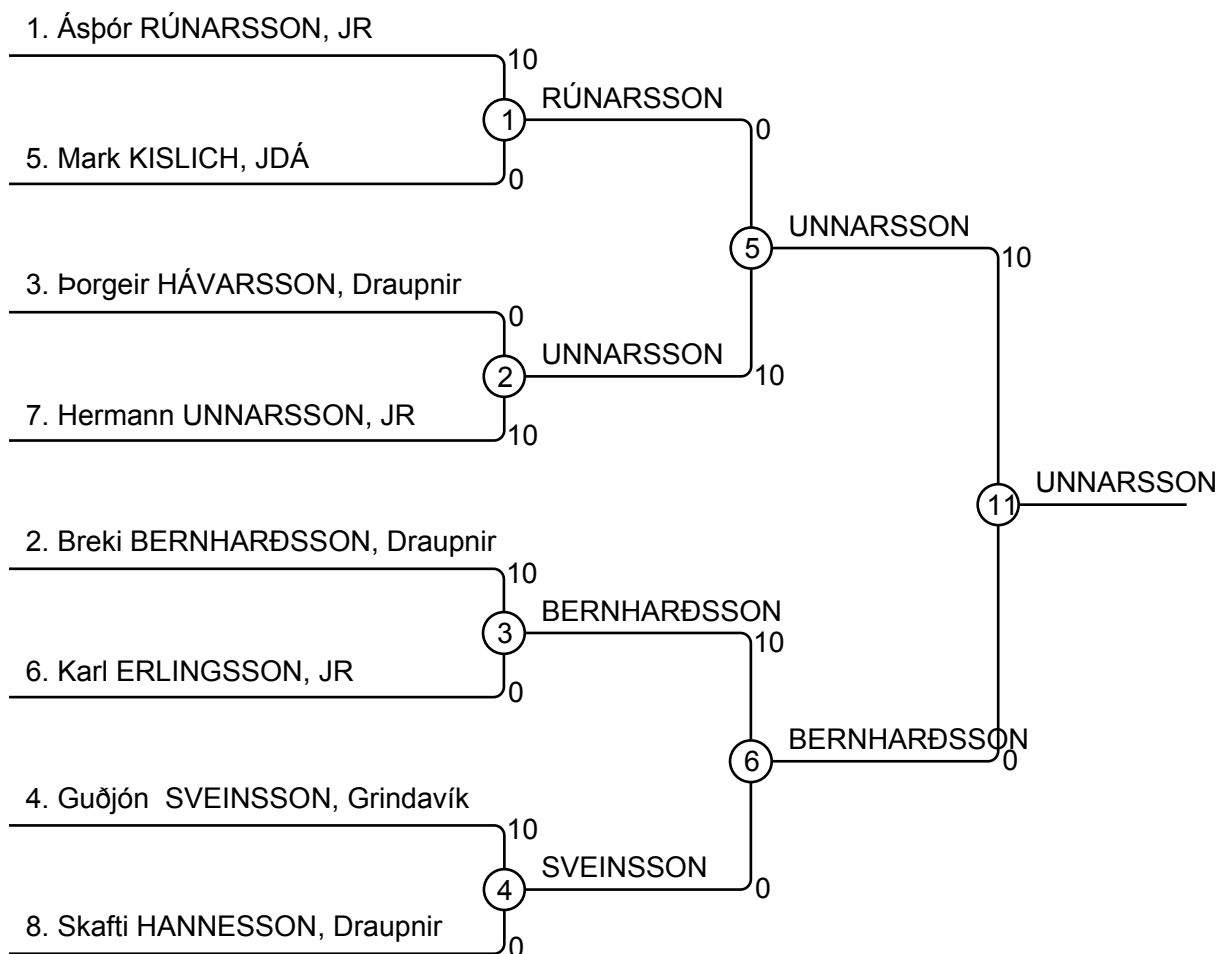 1. Ásþór RÚNARSSON, JR
10
RÚNARSSON
1
0
5. Mark KISLICH, JDÁ
0
UNNARSSON
5
10
3. Þorgeir HÁVARSSON, Draupnir
0
UNNARSSON
2
10
7. Hermann UNNARSSON, JR
10
UNNARSSON
11
2. Breki BERNHARÐSSON, Draupnir
10
BERNHARÐSSON
3
10
6. Karl ERLINGSSON, JR
0
BERNHARÐSSON
6
0
4. Guðjón  SVEINSSON, Grindavík
10
SVEINSSON
4
0
8. Skafti HANNESSON, Draupnir
0